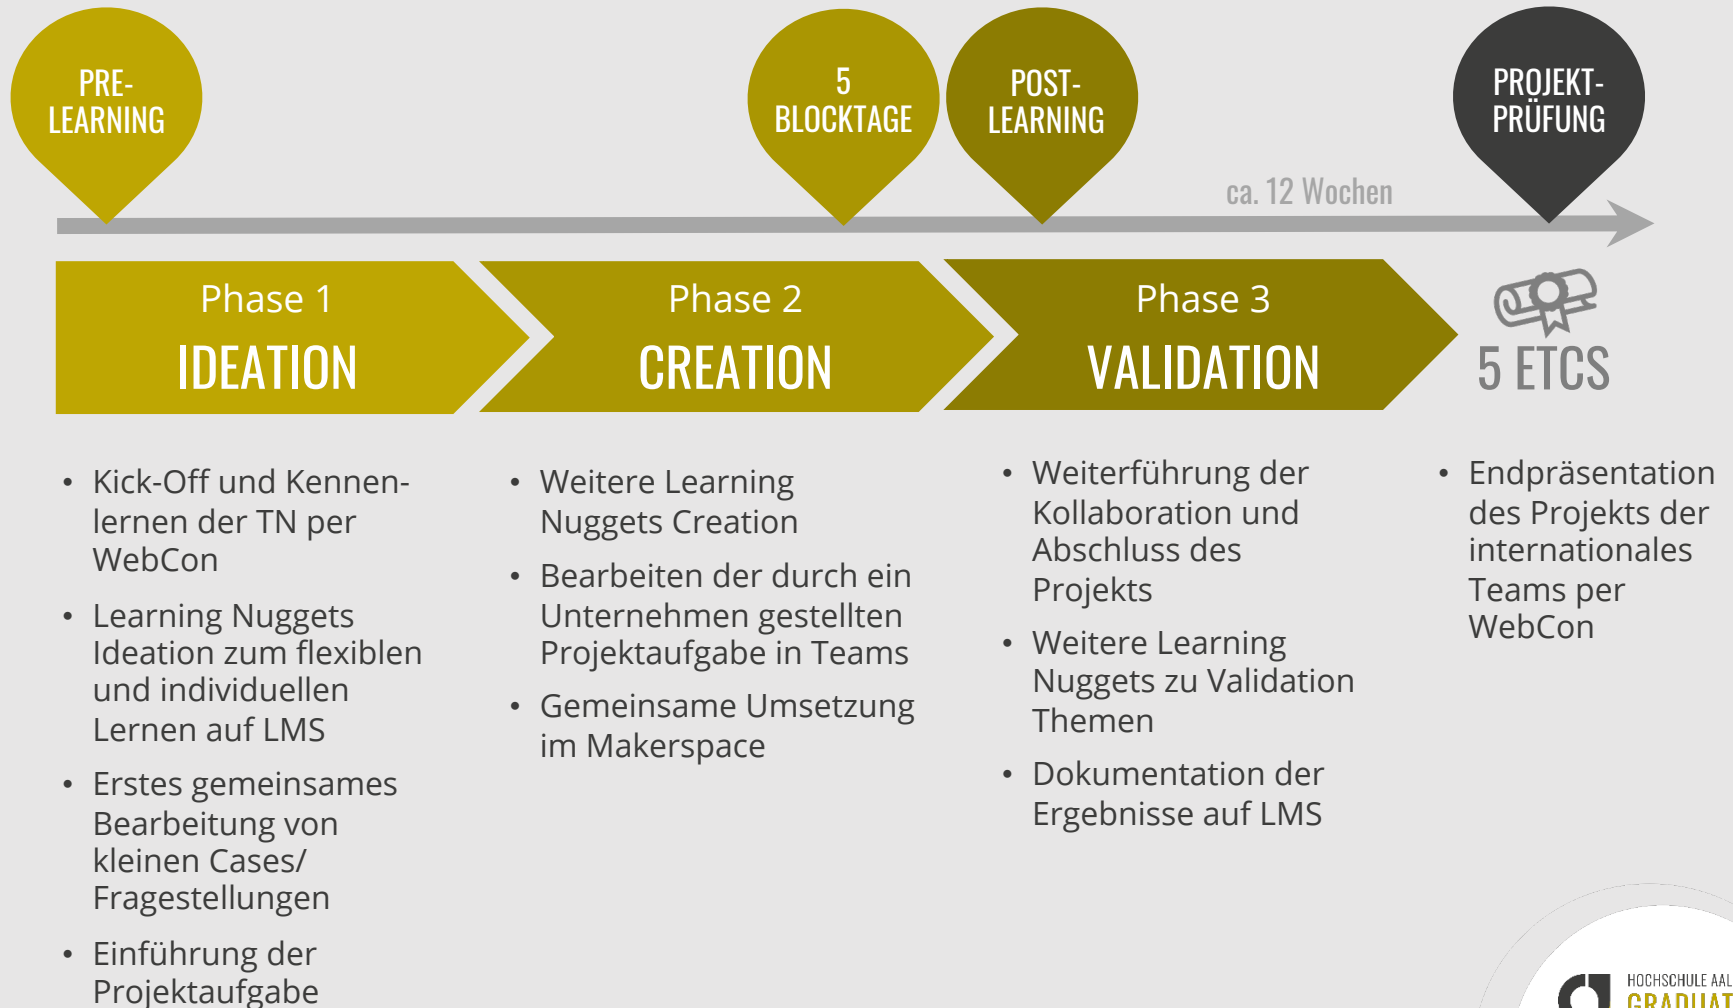 PRE-
LEARNING
5
BLOCKTAGE
POST-
LEARNING
PROJEKT-
PRÜFUNG
ca. 12 Wochen
Phase 1
IDEATION
Phase 2
CREATION
Phase 3
VALIDATION
5 ETCS
• Kick-Off und Kennen-
lernen der TN per
WebCon
• Learning Nuggets
Ideation zum flexiblen
und individuellen
Lernen auf LMS
• Erstes gemeinsames
Bearbeitung von
kleinen Cases/
Fragestellungen
• Einführung der
Projektaufgabe
• Weitere Learning
Nuggets Creation
• Bearbeiten der durch ein
Unternehmen gestellten
Projektaufgabe in Teams
• Gemeinsame Umsetzung
im Makerspace
• Weiterführung der
Kollaboration und
Abschluss des
Projekts
• Weitere Learning
Nuggets zu Validation
Themen
• Dokumentation der
Ergebnisse auf LMS
• Endpräsentation
des Projekts der
internationales
Teams per
WebCon
HOCHSCHULE AAL
GRADUAT